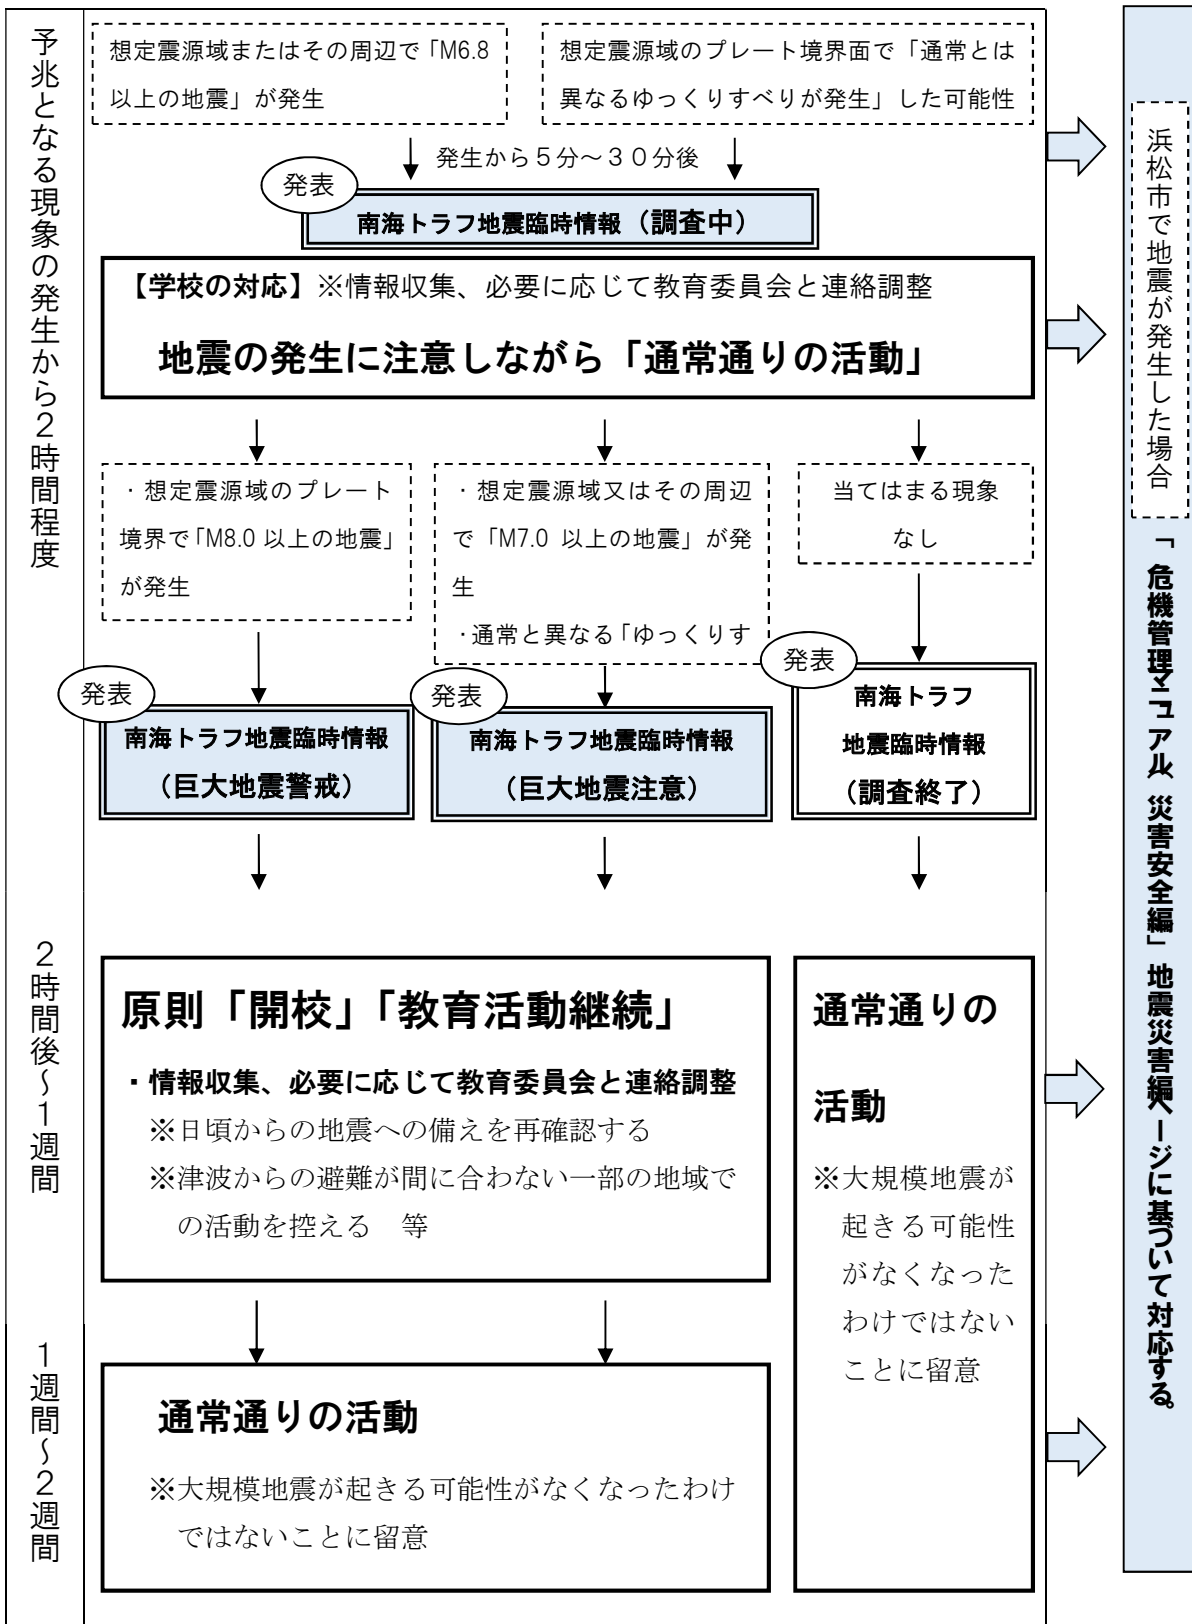 予兆となる現象の発生から２時間程度
想定震源域またはその周辺で「M6.8
以上の地震」が発生
想定震源域のプレート境界面で「通常とは
異なるゆっくりすべりが発生」した可能性
発生から５分～３０分後
発表
南海トラフ地震臨時情報（調査中）
【学校の対応】※情報収集、必要に応じて教育委員会と連絡調整
地震の発生に注意しながら「通常通りの活動」
・想定震源域のプレート
境界で「M8.0 以上の地震」
が発生
・想定震源域又はその周辺
で「M7.0 以上の地震」が発
生
・通常と異なる「ゆっくりす
当てはまる現象
なし
発表
南海トラフ地震臨時情報
（巨大地震警戒）
発表
南海トラフ地震臨時情報
（巨大地震注意）
発表
南海トラフ
地震臨時情報
（調査終了）
２時間後～１週間
原則「開校」「教育活動継続」
・情報収集、必要に応じて教育委員会と連絡調整
※日頃からの地震への備えを再確認する
※津波からの避難が間に合わない一部の地域で
の活動を控える　等
通常通りの
活動
※大規模地震が
起きる可能性
がなくなった
わけではない
ことに留意
１週間～２週間
通常通りの活動
※大規模地震が起きる可能性がなくなったわけ
ではないことに留意
浜松市で地震が発生した場合
「危機管理マニュアル、災害安全編」地震災害編ページに基づいて対応する。